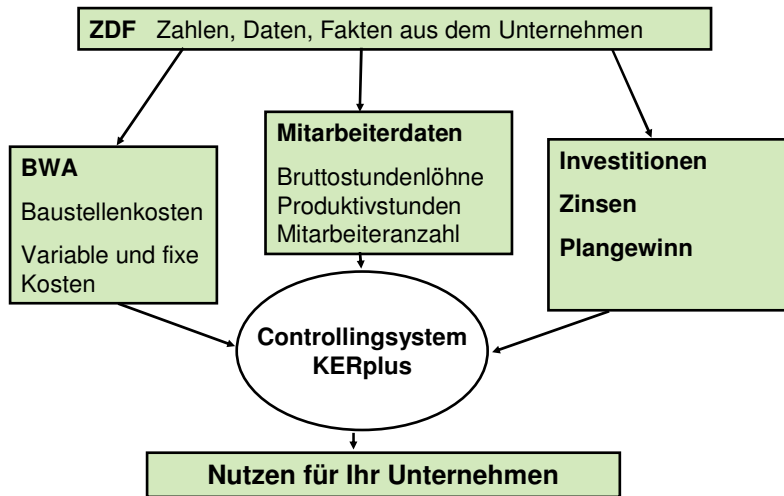 ZDF Zahlen, Daten, Fakten aus dem Unternehmen
BWA
Baustellenkosten
Variable und fixe
Kosten
Mitarbeiterdaten
Bruttostundenlöhne
Produktivstunden
Mitarbeiteranzahl
Investitionen
Zinsen
Plangewinn
Controllingsystem
KERplus
Nutzen für Ihr Unternehmen